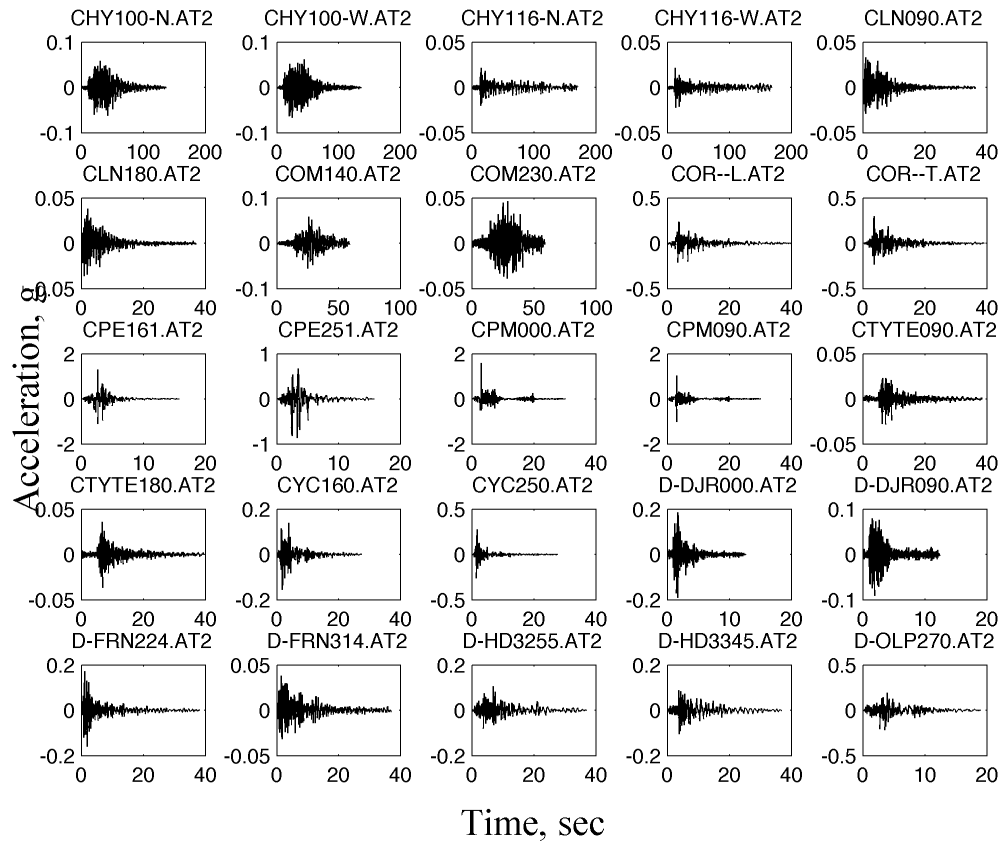 CHY100-N.AT2 CHY100-W.AT2 CHY116-N.AT2 CHY116-W.AT2 CLN090.AT2
0.1 0.1 0.05 0.05 0.05
0 0 0 0 0
-0.1 -0.1 -0.05 -0.05 -0.05
0 100 200 0 100 200 0 100 200 0 100 200 0 20 40
CLN180.AT2 COM140.AT2 COM230.AT2 COR--L.AT2 COR--T.AT2
0.05 0.1 0.05 0.5 0.5
0 0 0 0 0
-0.05 -0.1 -0.05 -0.5 -0.5
0 20 40 0 50 100 0 50 100 0 20 40 0 20 40
CPE161.AT2 CPE251.AT2 CPM000.AT2 CPM090.AT2 CTYTE090.AT2
2 1 2 2 0.05
0 0 0 0 0
-2 -1 -2 -2 -0.05
0 10 20 0 10 20 0 20 40 0 20 40 0 20 40
CTYTE180.AT2 CYC160.AT2 CYC250.AT2 D-DJR000.AT2 D-DJR090.AT2
0.05 0.2 0.5 0.2 0.1
0 0 0 0 0
-0.05 -0.2 -0.5 -0.2 -0.1
0 20 40 0 20 40 0 20 40 0 10 20 0 10 20
D-FRN224.AT2 D-FRN314.AT2 D-HD3255.AT2 D-HD3345.AT2 D-OLP270.AT2
0.2 0.05 0.2 0.2 0.5
0 0 0 0 0
-0.2 -0.05 -0.2 -0.2 -0.5
0 20 40 0 20 40 0 20 40 0 20 40 0 10 20
Acceleration, g
Time, sec